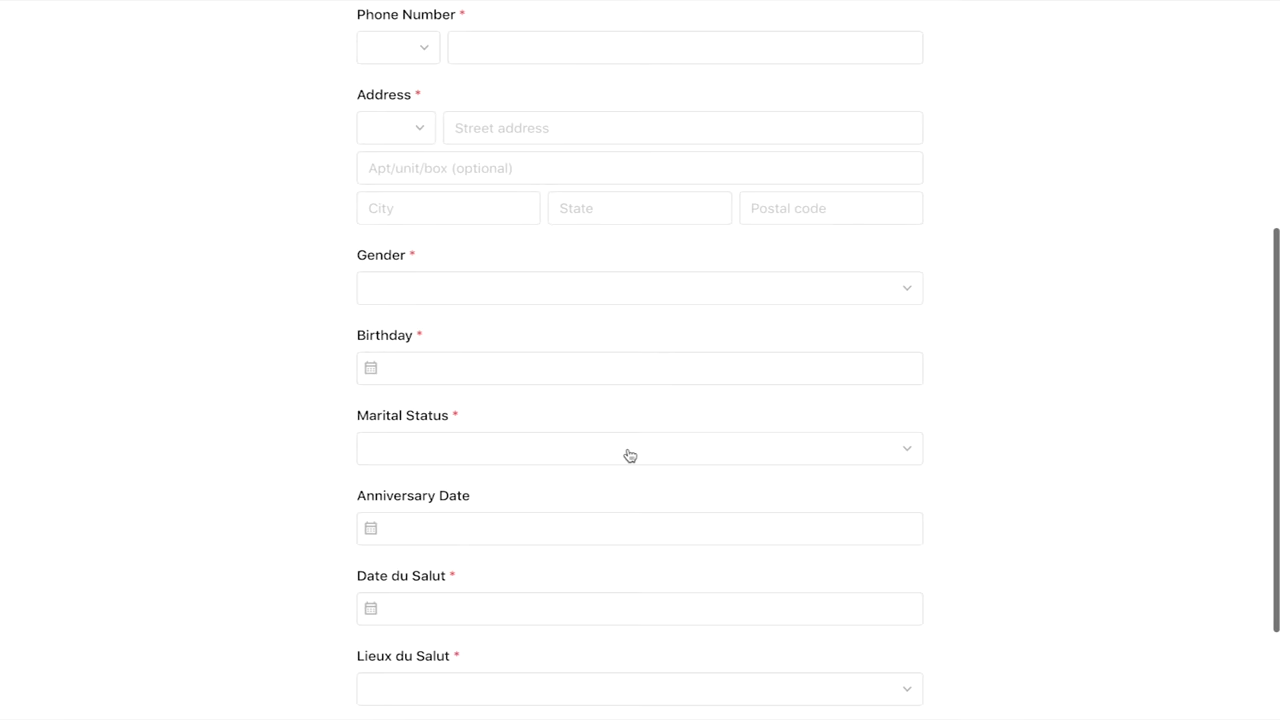 Phone Number *
Address *
Street address
Apt/unit/box (optional)
City State Postal code
Gender *
Birthday *
Marital Status *
Anniversary Date
Date du Salut *
Lieux du Salut *